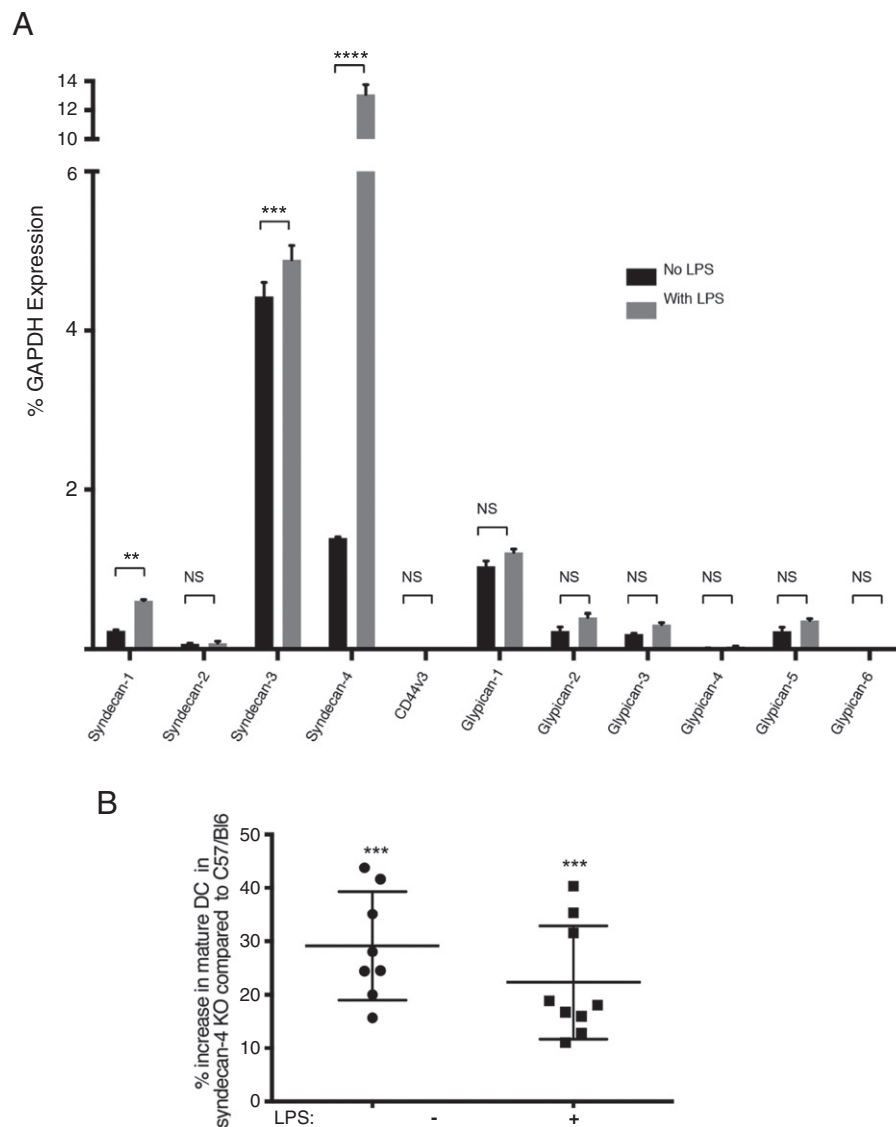 A
% GAPDH Expression
14
12
10
6
4
2
**
NS
***
****
NS
NS
NS
NS
NS
NS
NS
No LPS
With LPS
Syndecan-1
Syndecan-2
Syndecan-3
Syndecan-4
CD44v3
Glypican-1
Glypican-2
Glypican-3
Glypican-4
Glypican-5
Glypican-6
B
% increase in mature DC in
syndecan-4 KO compared to C57/Bl6
50
40
30
20
10
0
***
***
LPS: - +